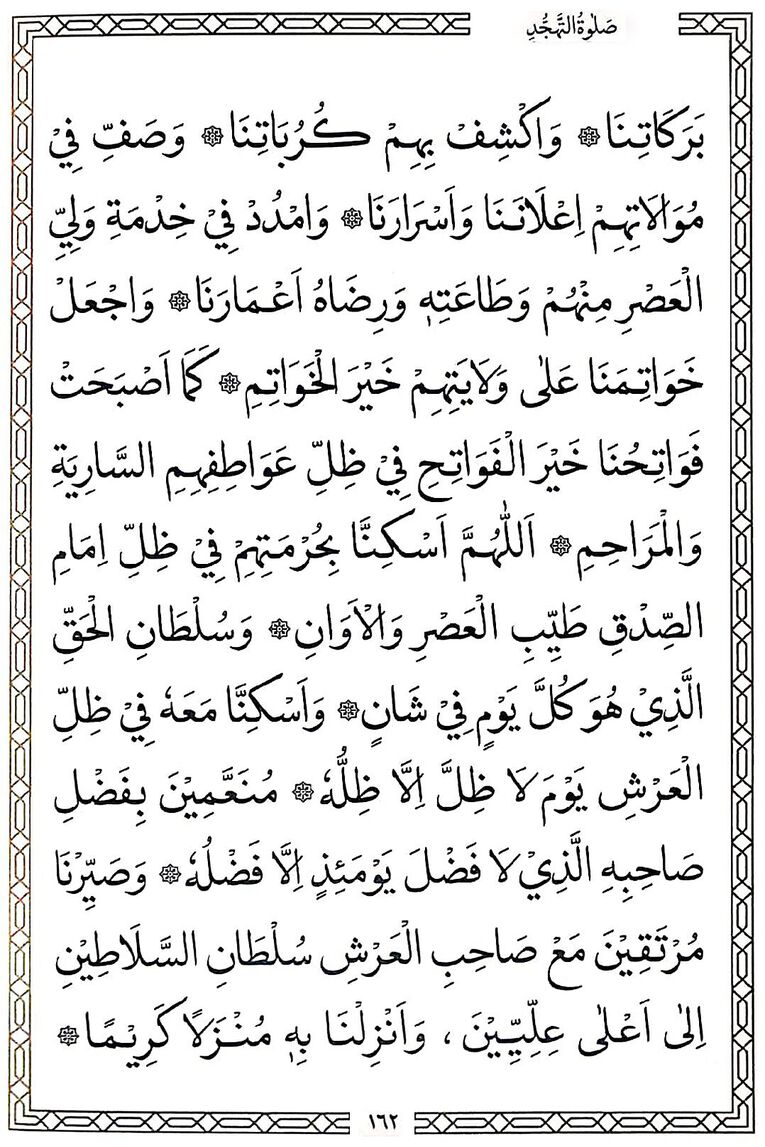 صَلٰوةُ التَّهَجُّدِ
بَرَكَاتِنَا ۞ وَاكْشِفْ بِهِمْ كُرُبَاتِنَا ۞ وَصَفِّ فِيْ
مُوَالَاتِهِمْ اِعْلَانَنَا وَاَسْرَارَنَا ۞ وَامْدُدْ فِيْ خِدْمَةِ وَلِيِّ
الْعَصْرِ مِنْهُمْ وَطَاعَتِهٖ وَرِضَاهُ اَعْمَارَنَا ۞ وَاجْعَلْ
خَوَاتِمَنَا عَلٰى وَلَايَتِهِمْ خَيْرَ الْخَوَاتِمِ ۞ كَمَا اَصْبَحَتْ
فَوَاتِحُنَا خَيْرَ الْفَوَاتِحِ فِيْ ظِلِّ عَوَاطِفِهِمِ السَّارِيَةِ
وَالْمَرَاحِمِ ۞ اَللّٰهُمَّ اَسْكِنَّا بِحُرْمَتِهِمْ فِيْ ظِلِّ اِمَامِ
الصِّدْقِ طَيِّبِ الْعَصْرِ وَالْاَوَانِ ۞ وَسُلْطَانِ الْحَقِّ
الَّذِيْ هُوَ كُلَّ يَوْمٍ فِيْ شَانٍ ۞ وَاَسْكِنَّا مَعَهٗ فِيْ ظِلِّ
الْعَرْشِ يَوْمَ لَا ظِلَّ اِلَّا ظِلُّهٗ ۞ مُنَعَّمِيْنَ بِفَضْلِ
صَاحِبِهِ الَّذِيْ لَا فَضْلَ يَوْمَئِذٍ اِلَّا فَضْلُهٗ ۞ وَصَيِّرْنَا
مُرْتَقِيْنَ مَعْ صَاحِبِ الْعَرْشِ سُلْطَانِ السَّلَاطِيْنِ
اِلٰى اَعْلٰى عِلِّيِّيْنَ ، وَاَنْزِلْنَا بِهٖ مُنْزَلًا كَرِيْمًا ۞
١٦٢